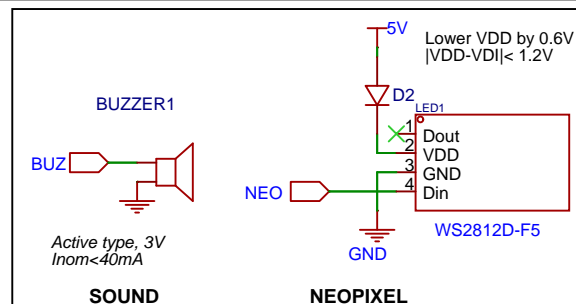 5V
Lower VDD by 0.6V
|VDD-VDI|< 1.2V
BUZZER1
D2
LED1
1
Dout
2
VDD
3
GND
4
Din
BUZ
NEO
WS2812D-F5
GND
Active type, 3V
Inom<40mA
SOUND
NEOPIXEL